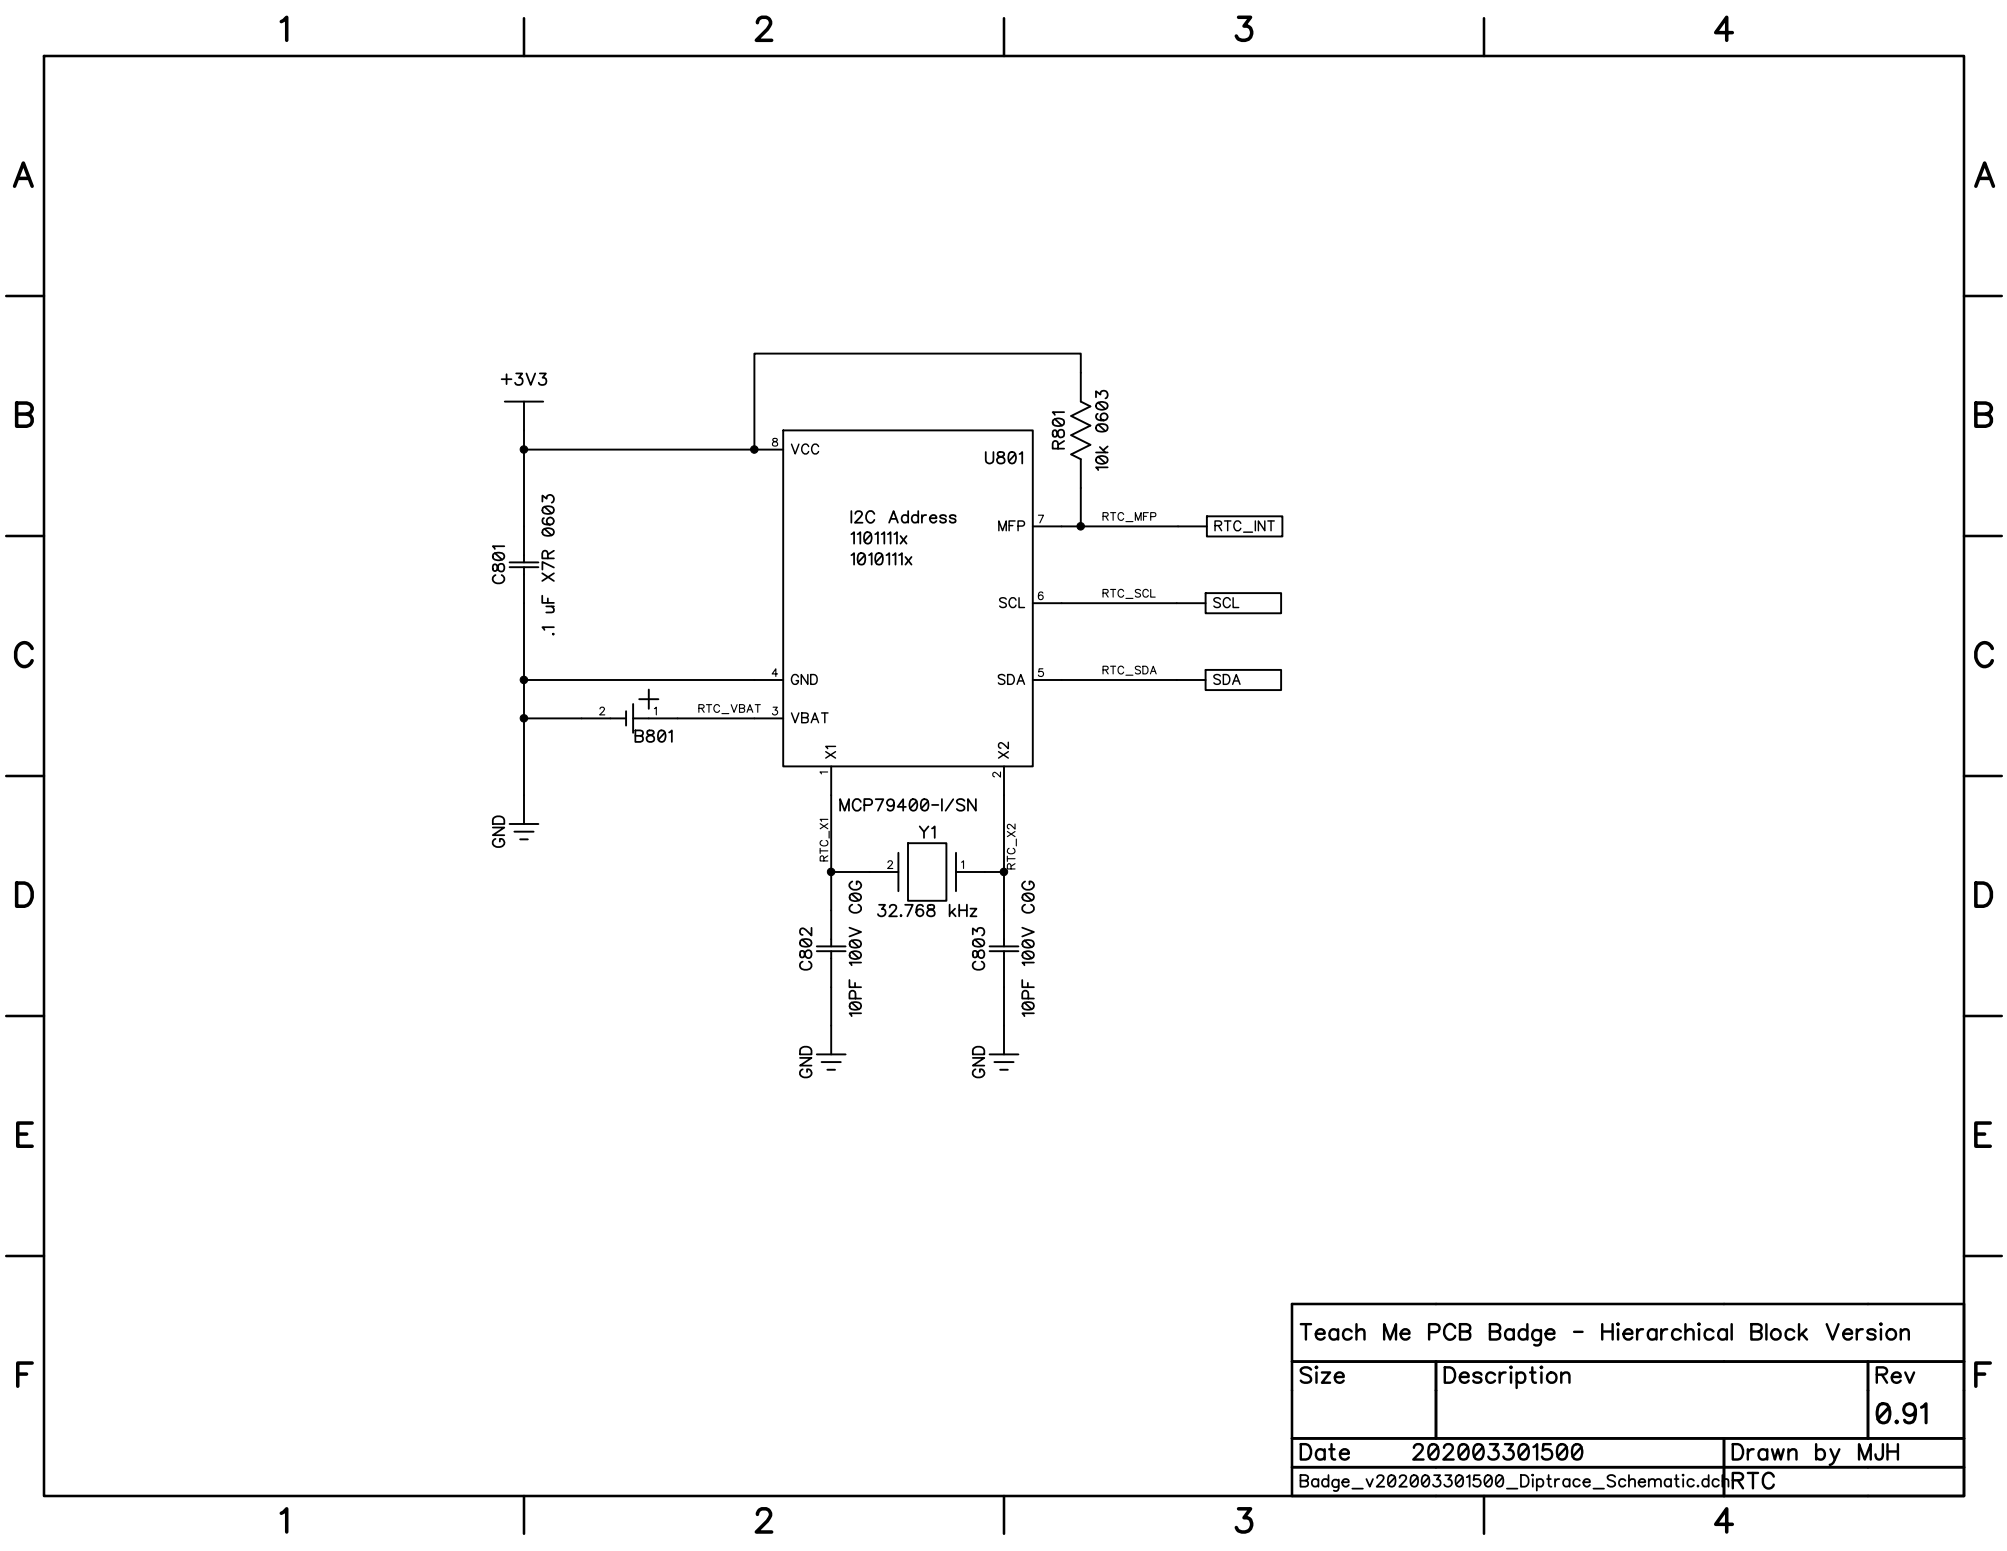 1 2 3 4
A A
B B
C C
D D
E E
F F
+3V3
R801
10k 0603
8 VCC
U801
I2C Address
1101111x
1010111x
C801
.1 uF X7R 0603
MFP 7 RTC_MFP RTC_INT
SCL 6 RTC_SCL SCL
4 GND
SDA 5 RTC_SDA SDA
2 + 1 RTC_VBAT 3 VBAT
B801
X1 X2
1 2
GND
MCP79400-I/SN
RTC_X1 RTC_X2
Y1
2 1
32.768 kHz
C802
10PF 100V C0G
C803
10PF 100V C0G
GND GND
Teach Me PCB Badge - Hierarchical Block Version
Size Description Rev
0.91
Date 202003301500 Drawn by MJH
Badge_v202003301500_Diptrace_Schematic.dch RTC
1 2 3 4